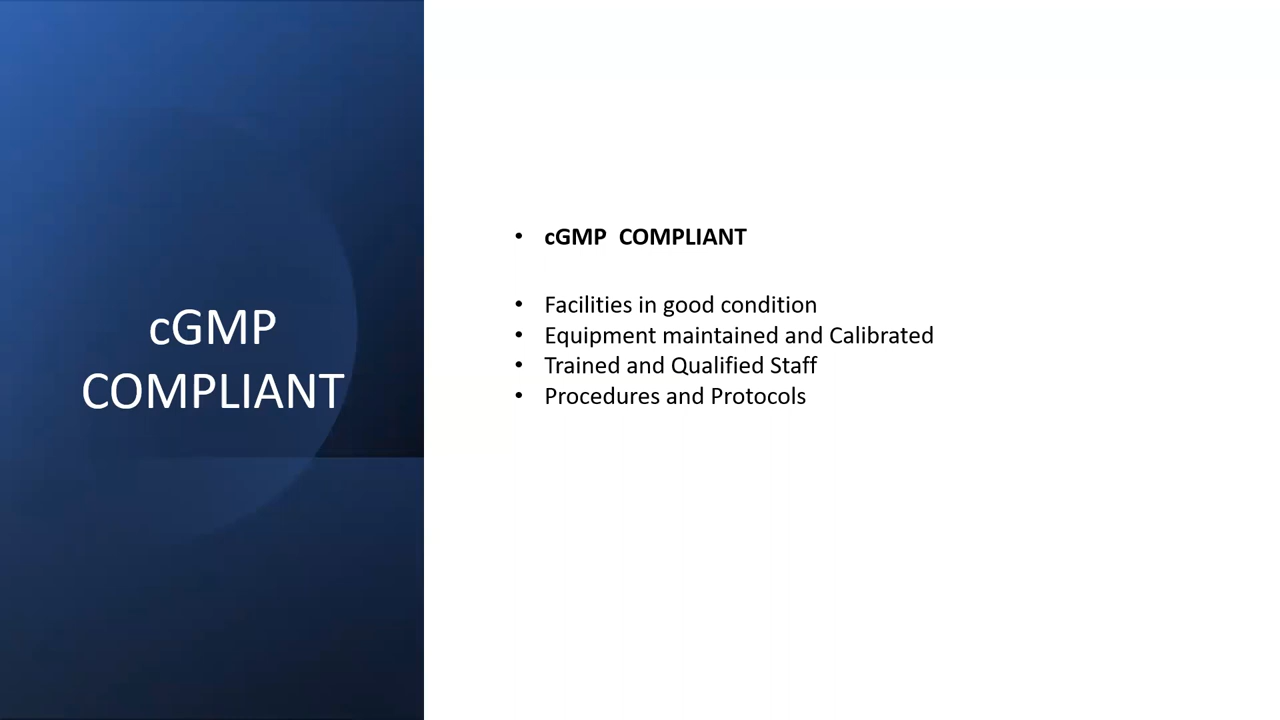 cGMP
COMPLIANT
• cGMP  COMPLIANT
• Facilities in good condition
• Equipment maintained and Calibrated
• Trained and Qualified Staff
• Procedures and Protocols